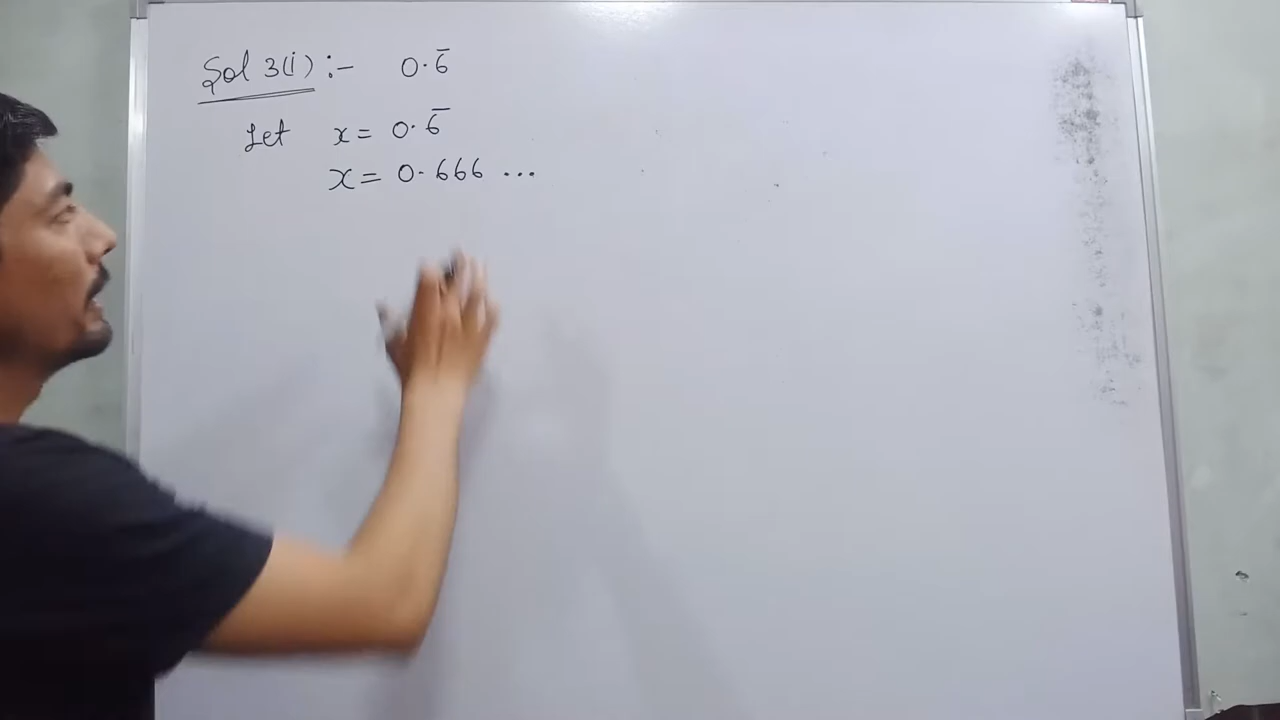 Sol 3(i) :- 0.6̄
Let x = 0.6̄
x = 0.666 ...